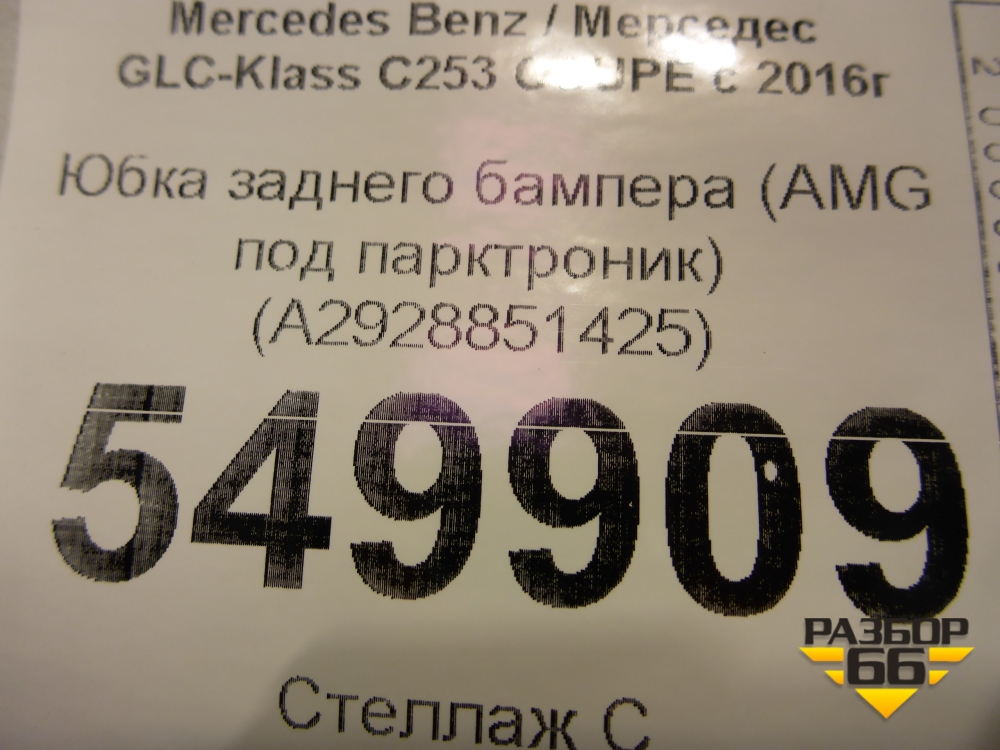 Mercedes Benz / Мерседес
GLC-Klass C253 COUPE с 2016г
Юбка заднего бампера (AMG
под парктроник)
(A2928851425)
549909
Стеллаж С
РАЗБОР
66